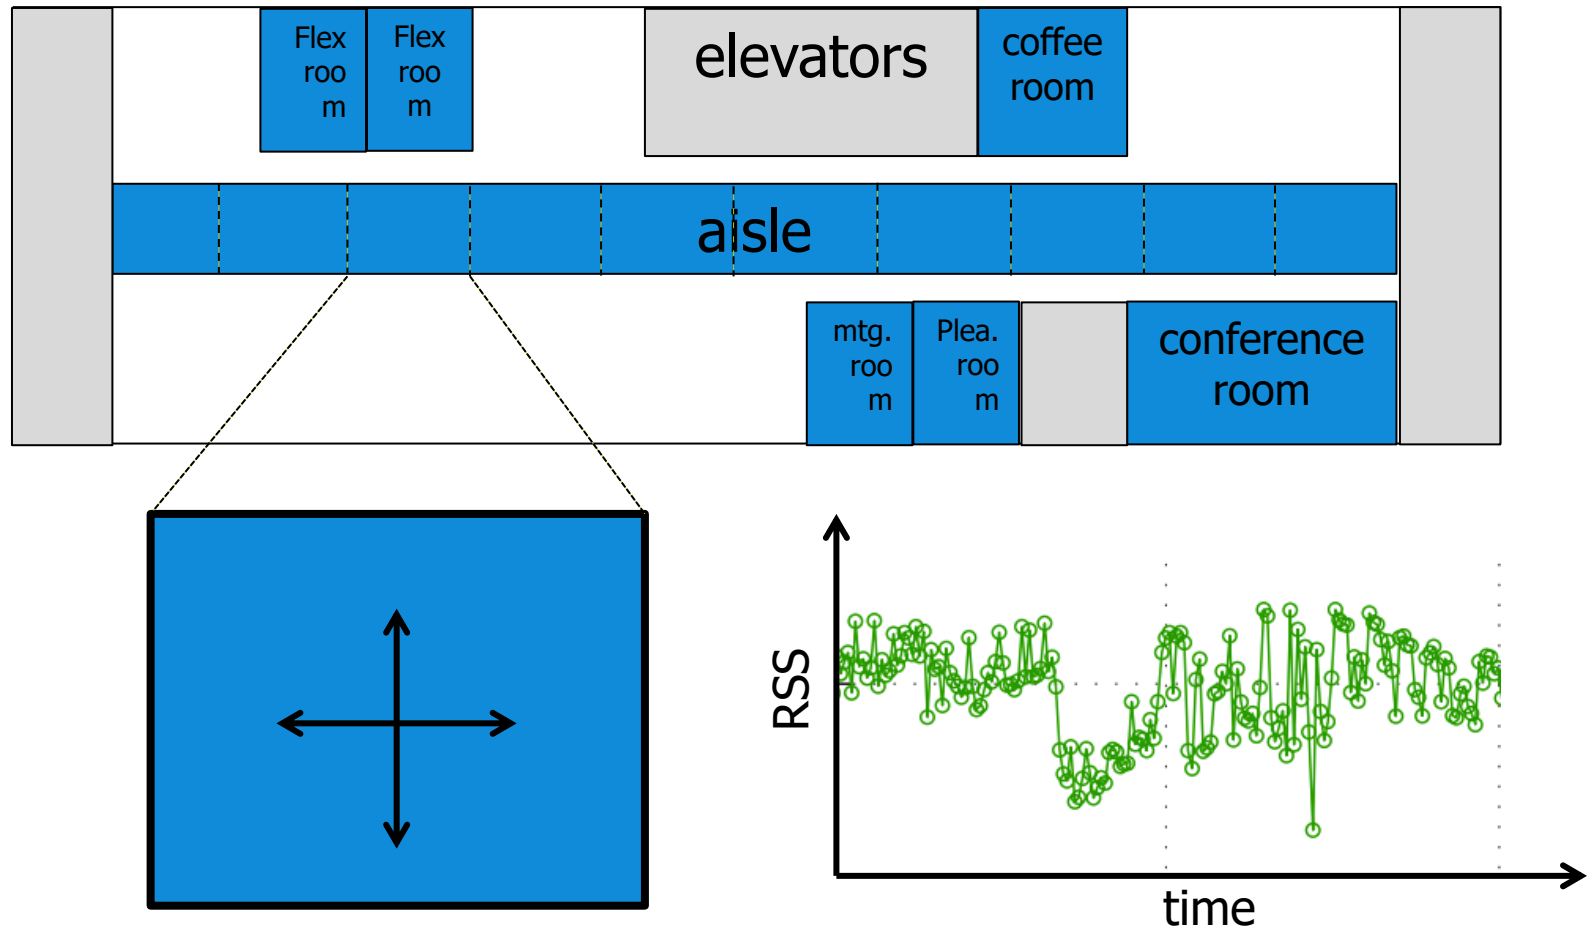 Flex
roo
m
Flex
roo
m
elevators
coffee
room
aisle
mtg.
roo
m
Plea.
roo
m
conference
room
RSS
time